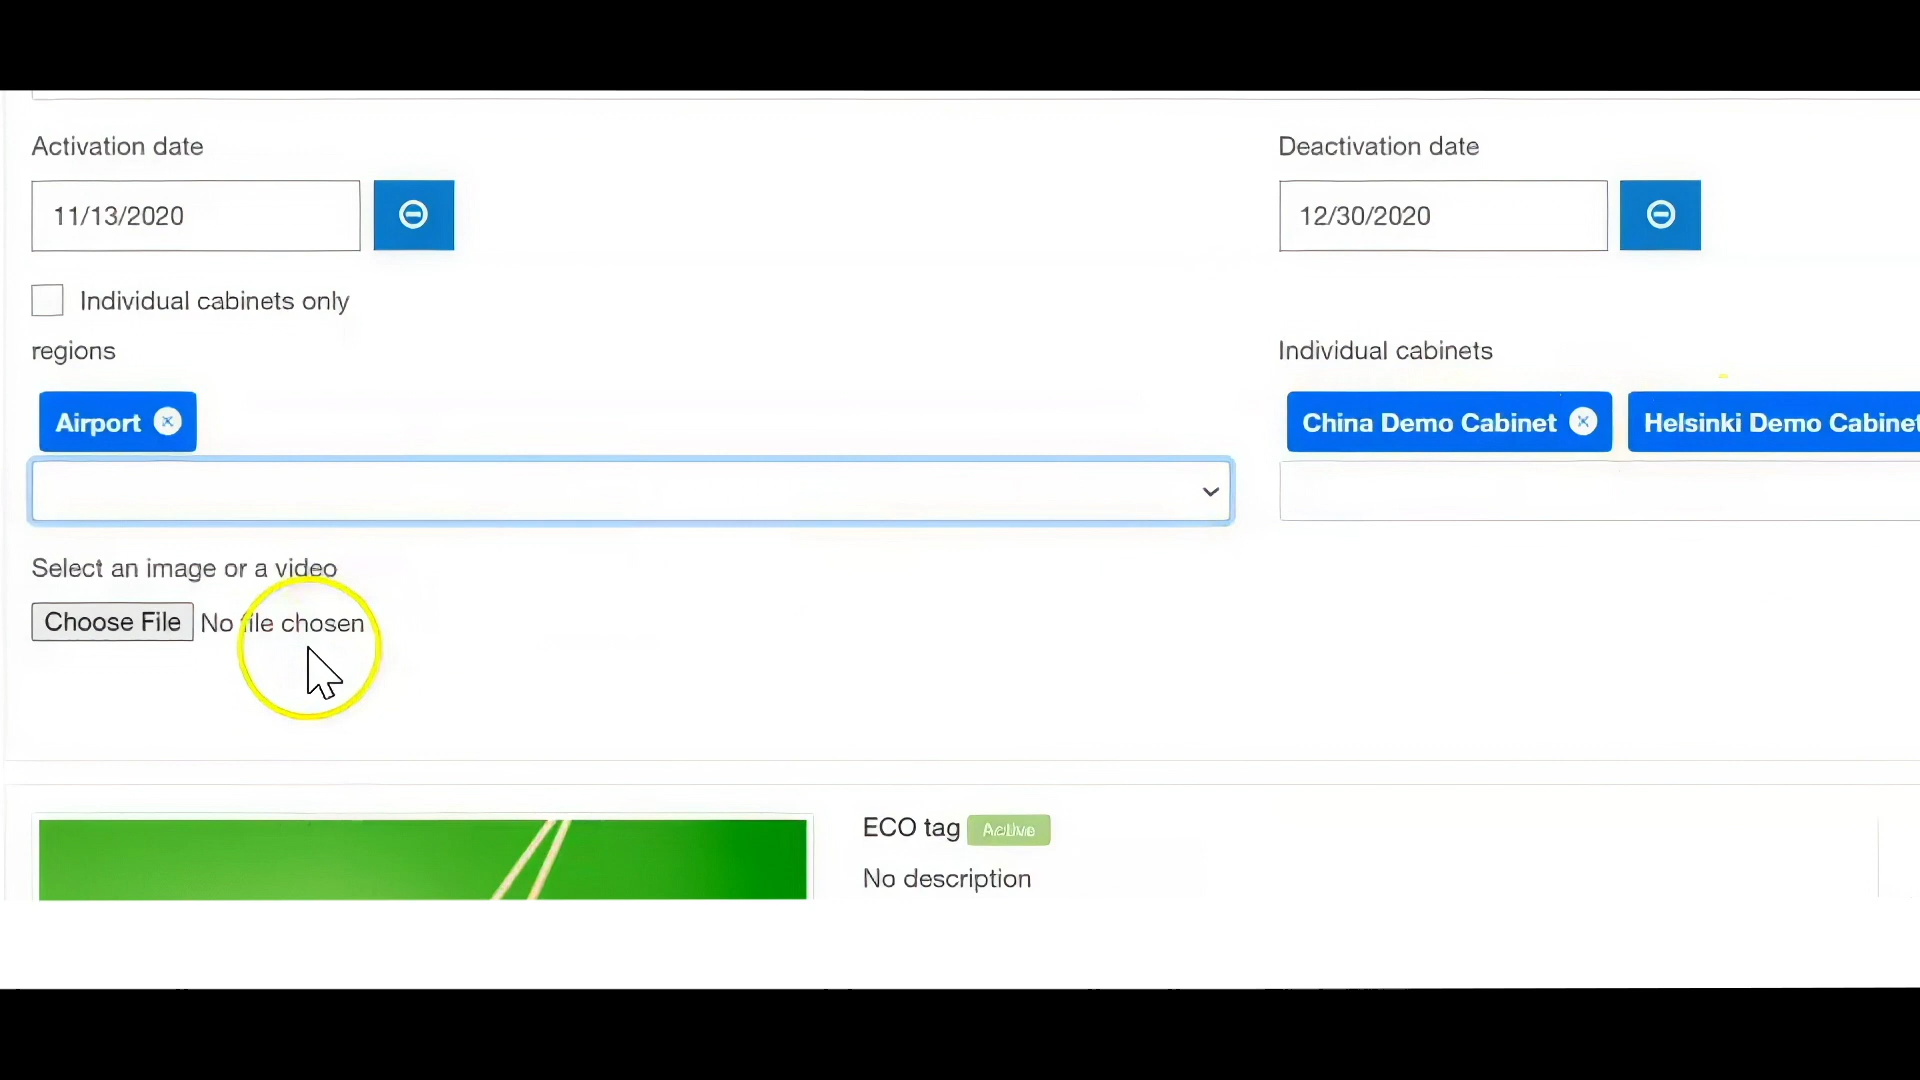 Activation date
Deactivation date
11/13/2020
12/30/2020
Individual cabinets only
regions
Individual cabinets
Airport
China Demo Cabinet
Helsinki Demo Cabinet
Select an image or a video
Choose File No file chosen
ECO tag Active
No description